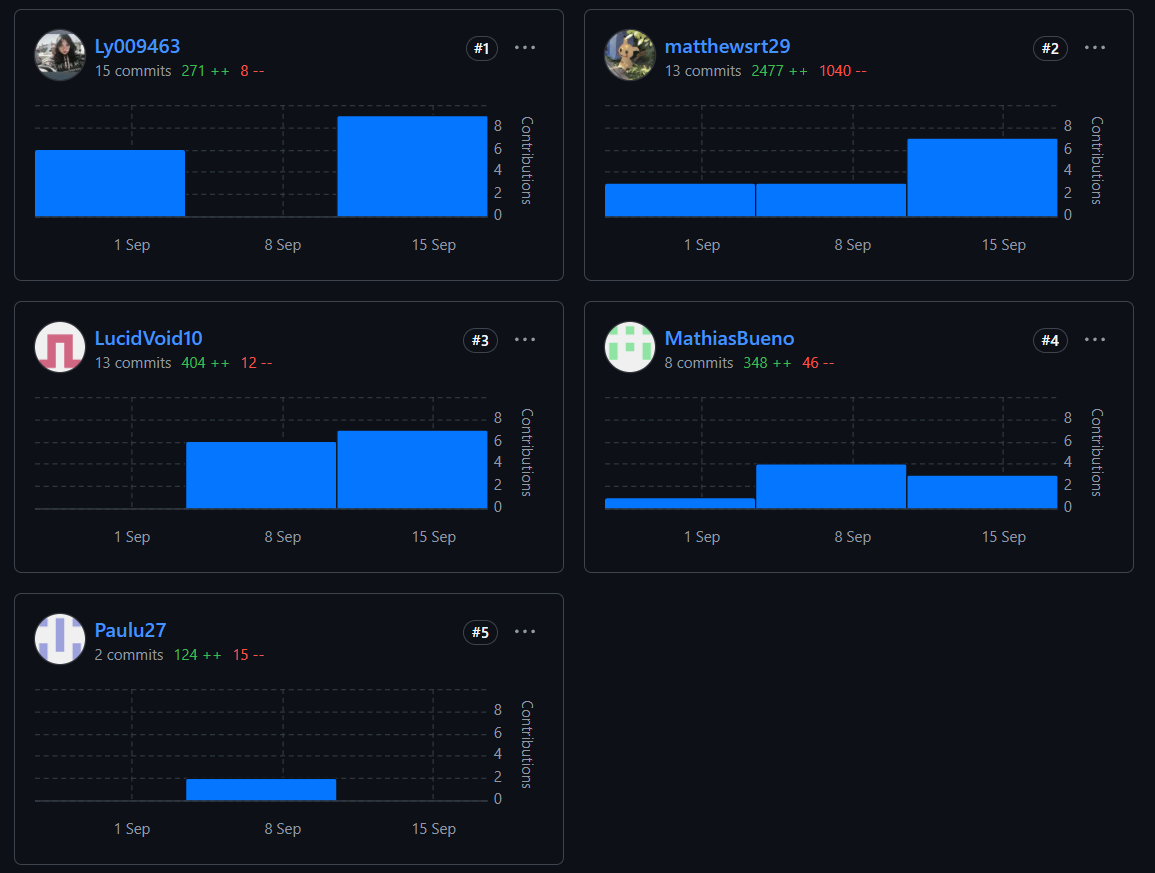 Ly009463
#1
15 commits 271 ++ 8 --
8
6
4
2
0
Contributions
1 Sep 8 Sep 15 Sep
matthewsrt29
#2
13 commits 2477 ++ 1040 --
8
6
4
2
0
Contributions
1 Sep 8 Sep 15 Sep
LucidVoid10
#3
13 commits 404 ++ 12 --
8
6
4
2
0
Contributions
1 Sep 8 Sep 15 Sep
MathiasBueno
#4
8 commits 348 ++ 46 --
8
6
4
2
0
Contributions
1 Sep 8 Sep 15 Sep
Paulu27
#5
2 commits 124 ++ 15 --
8
6
4
2
0
Contributions
1 Sep 8 Sep 15 Sep